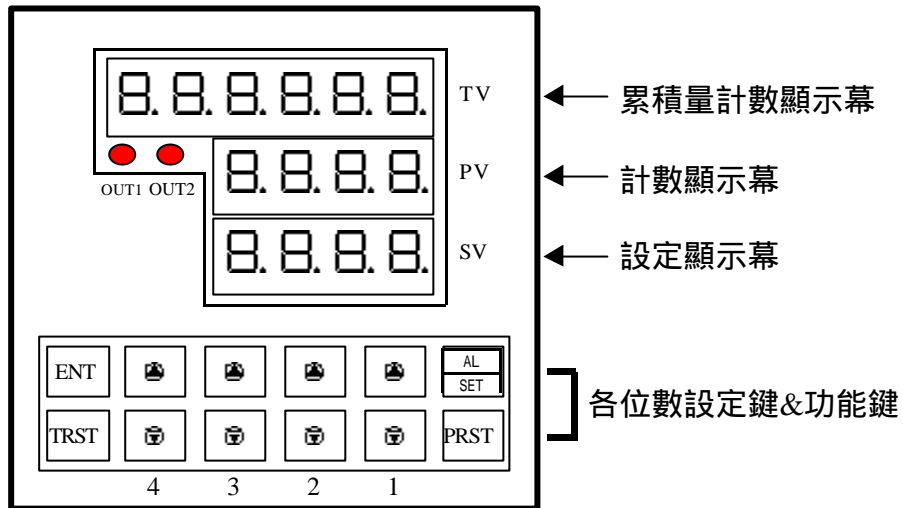 8.8.8.8.8.8. TV 累積量計數顯示幕
OUT1 OUT2 8.8.8.8. PV 計數顯示幕
8.8.8.8. SV 設定顯示幕
ENT AL
SET
各位數設定鍵&功能鍵
TRST PRST
4 3 2 1